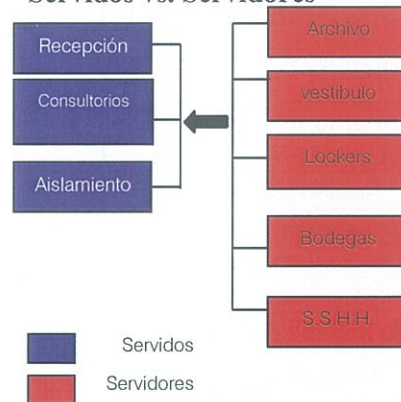 Servidos vs. Servidores
Recepción
Consultorios
Aislamiento
Archivo
vestibulo
Lockers
Bodegas
S.S.H.H.
Servidos
Servidores